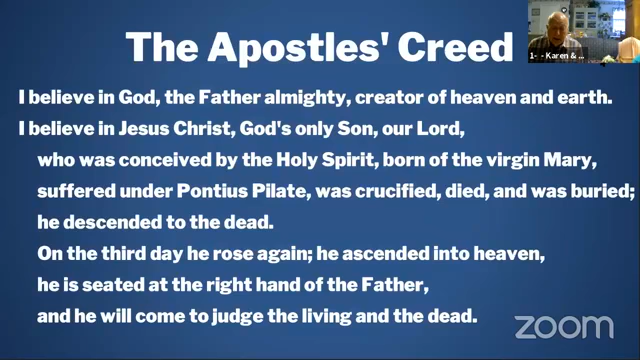 The Apostles' Creed
1- - Karen & ...
I believe in God, the Father almighty, creator of heaven and earth.
I believe in Jesus Christ, God's only Son, our Lord,
who was conceived by the Holy Spirit, born of the virgin Mary,
suffered under Pontius Pilate, was crucified, died, and was buried;
he descended to the dead.
On the third day he rose again; he ascended into heaven,
he is seated at the right hand of the Father,
and he will come to judge the living and the dead.
zoom